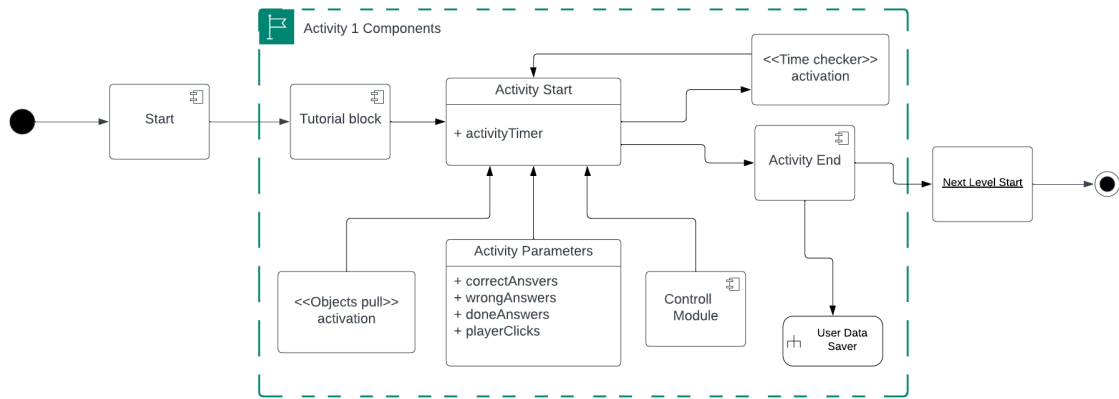 Activity 1 Components
Start
Tutorial block
Activity Start
+ activityTimer
<<Time checker>>
activation
Activity End
Next Level Start
<<Objects pull>>
activation
Activity Parameters
+ correctAnsvers
+ wrongAnswers
+ doneAnswers
+ playerClicks
Controll
Module
User Data
Saver